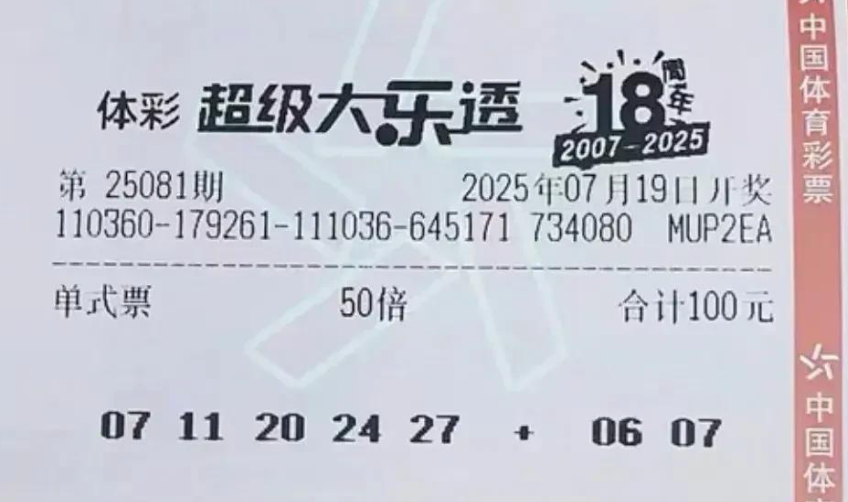 体彩 超级大乐透 18周年
2007-2025
第 25081期 2025年07月19日开奖
110360-179261-111036-645171 734080 MUP2EA
单式票 50倍 合计100元
07 11 20 24 27 + 06 07
中国体育彩票
中国体